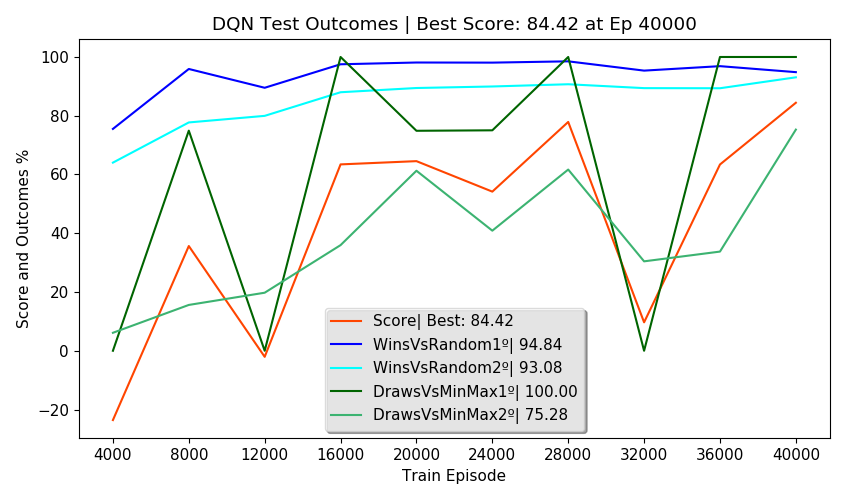 DQN Test Outcomes | Best Score: 84.42 at Ep 40000
Score and Outcomes %
100
80
60
40
20
0
−20
Score| Best: 84.42
WinsVsRandom1º| 94.84
WinsVsRandom2º| 93.08
DrawsVsMinMax1º| 100.00
DrawsVsMinMax2º| 75.28
4000 8000 12000 16000 20000 24000 28000 32000 36000 40000
Train Episode